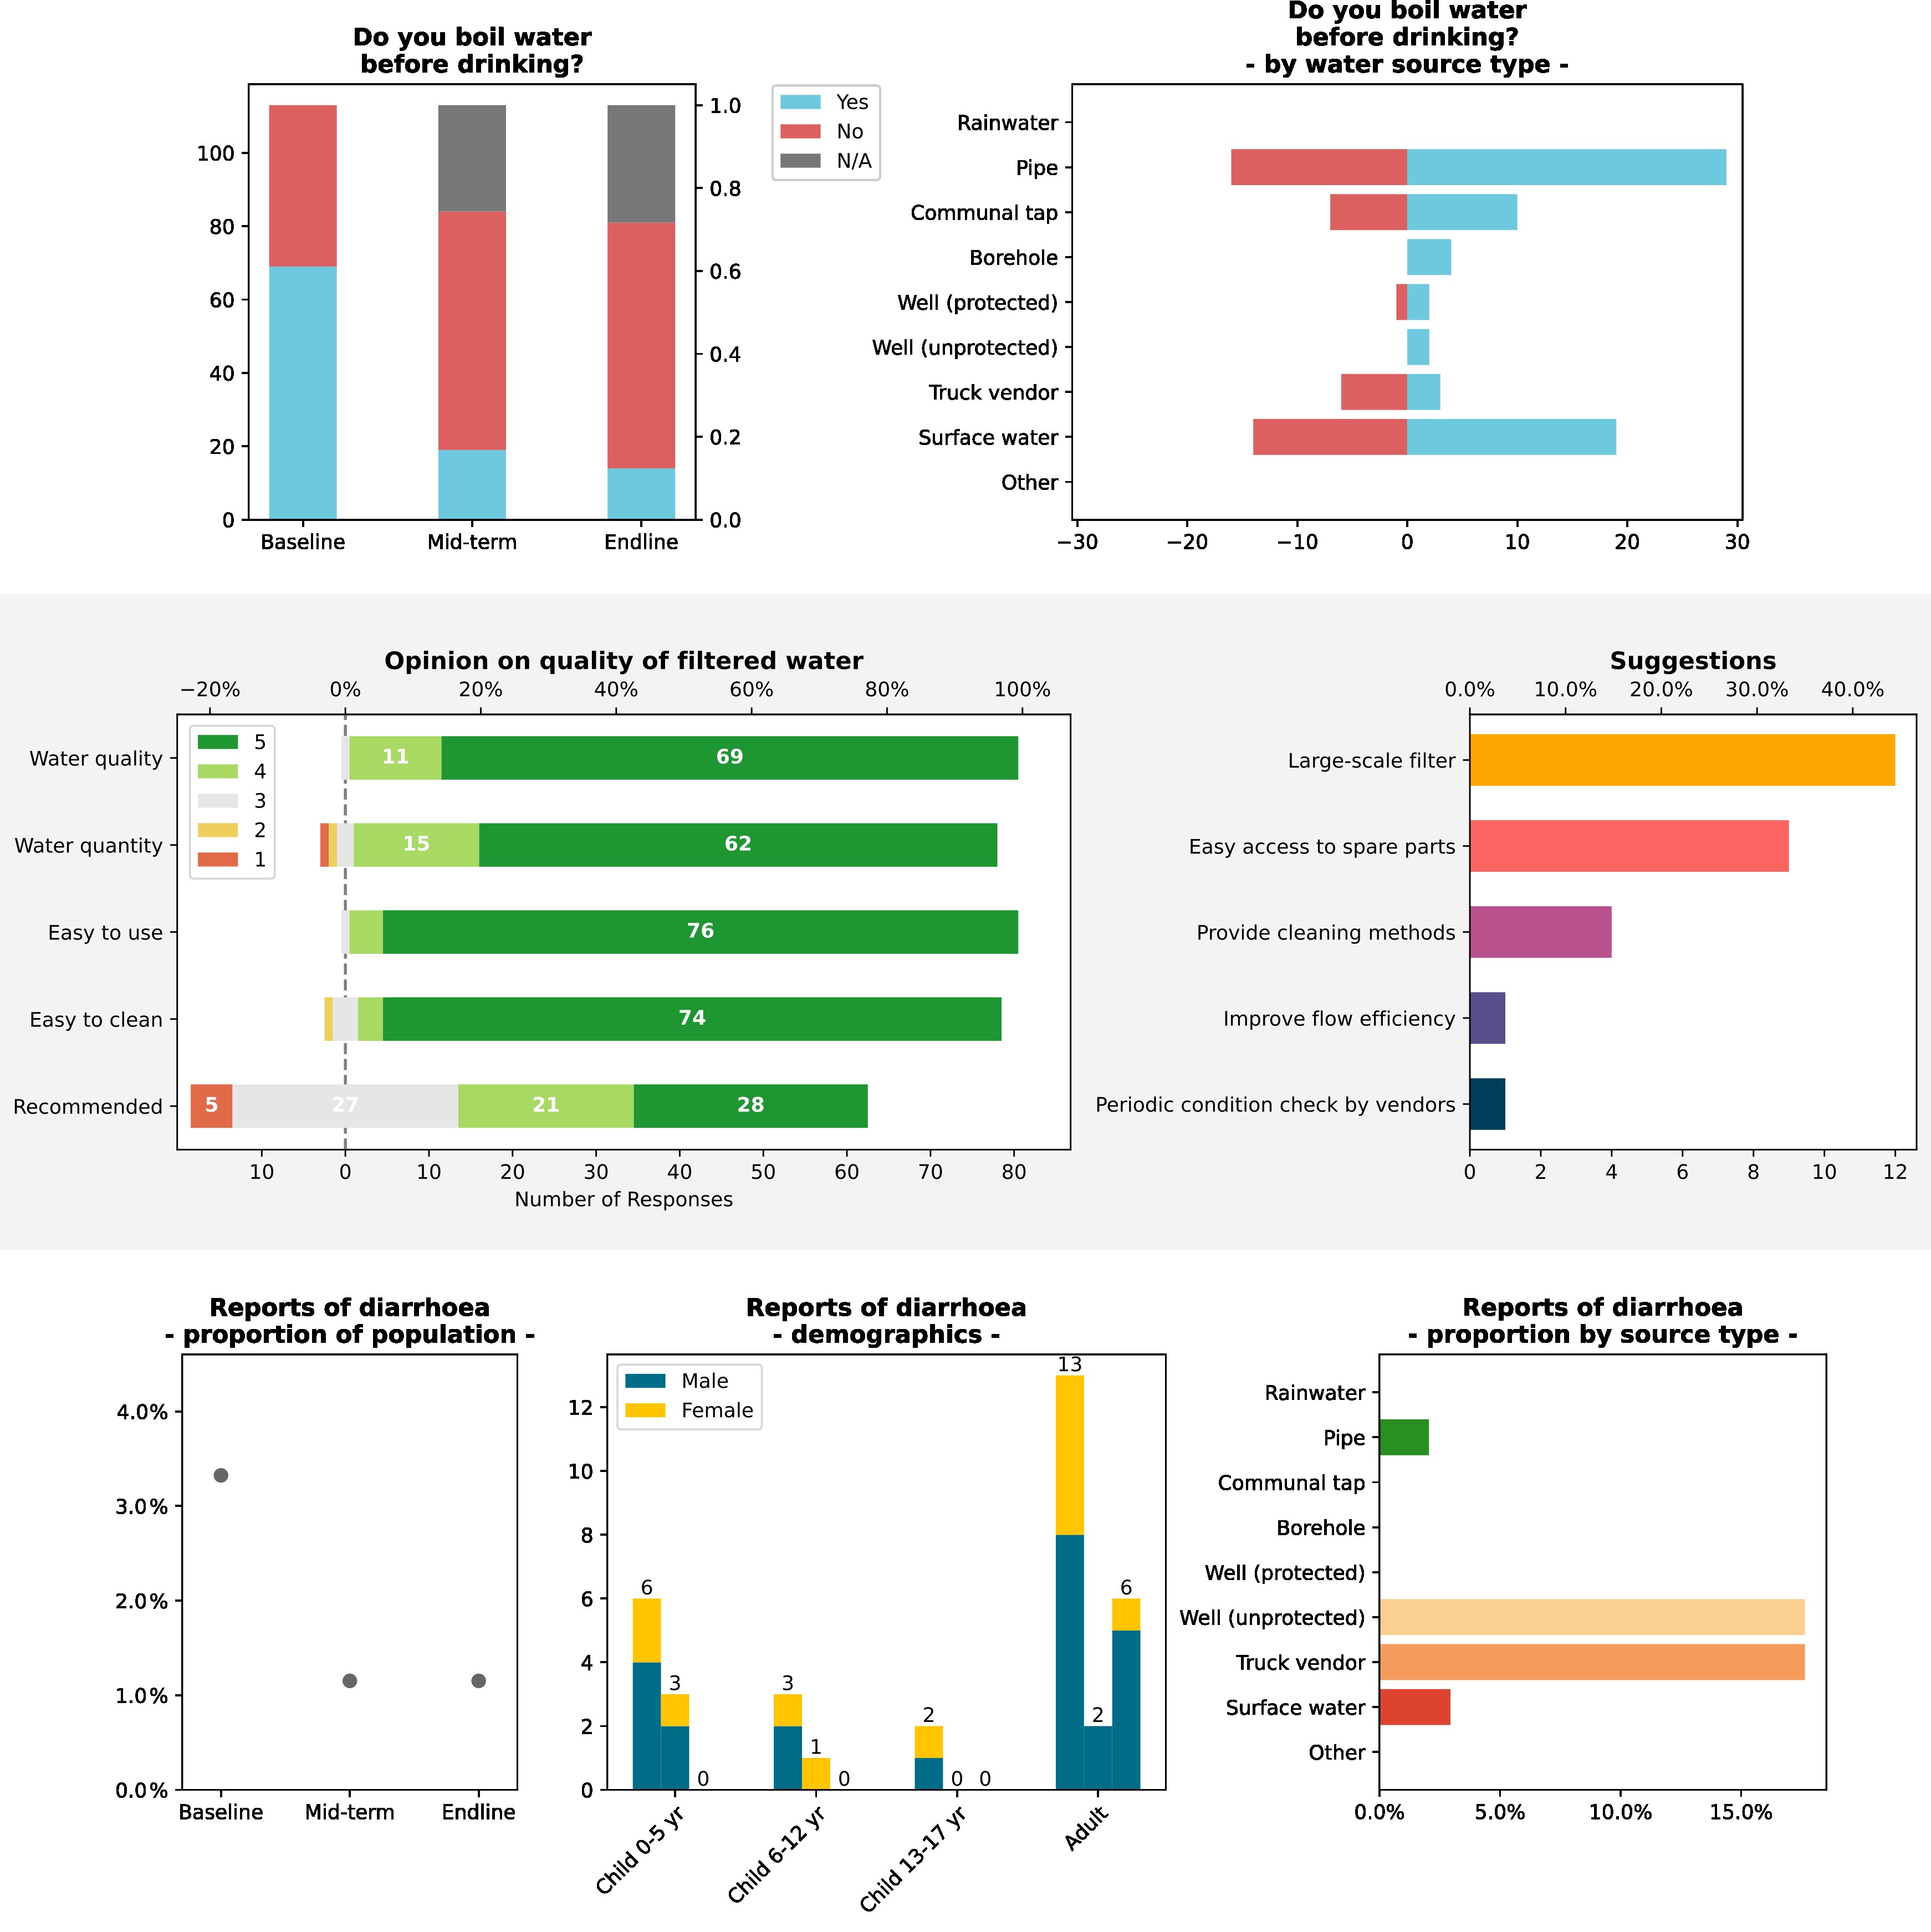 Do you boil water
before drinking?
100
80
60
40
20
0
1.0
0.8
0.6
0.4
0.2
0.0
Baseline
Mid-term
Endline
Yes
No
N/A
Do you boil water
before drinking?
- by water source type -
Rainwater
Pipe
Communal tap
Borehole
Well (protected)
Well (unprotected)
Truck vendor
Surface water
Other
−30
−20
−10
0
10
20
30
Opinion on quality of filtered water
−20%
0%
20%
40%
60%
80%
100%
5
4
3
2
1
Water quality
11
69
Water quantity
15
62
Easy to use
76
Easy to clean
74
Recommended
5
27
21
28
10
0
10
20
30
40
50
60
70
80
Number of Responses
Suggestions
0.0%
10.0%
20.0%
30.0%
40.0%
Large-scale filter
Easy access to spare parts
Provide cleaning methods
Improve flow efficiency
Periodic condition check by vendors
0
2
4
6
8
10
12
Reports of diarrhoea
- proportion of population -
4.0%
3.0%
2.0%
1.0%
0.0%
Baseline
Mid-term
Endline
Reports of diarrhoea
- demographics -
Male
Female
12
10
8
6
4
2
0
6
3
0
3
1
0
2
0
0
13
2
6
Child 0-5 yr
Child 6-12 yr
Child 13-17 yr
Adult
Reports of diarrhoea
- proportion by source type -
Rainwater
Pipe
Communal tap
Borehole
Well (protected)
Well (unprotected)
Truck vendor
Surface water
Other
0.0%
5.0%
10.0%
15.0%